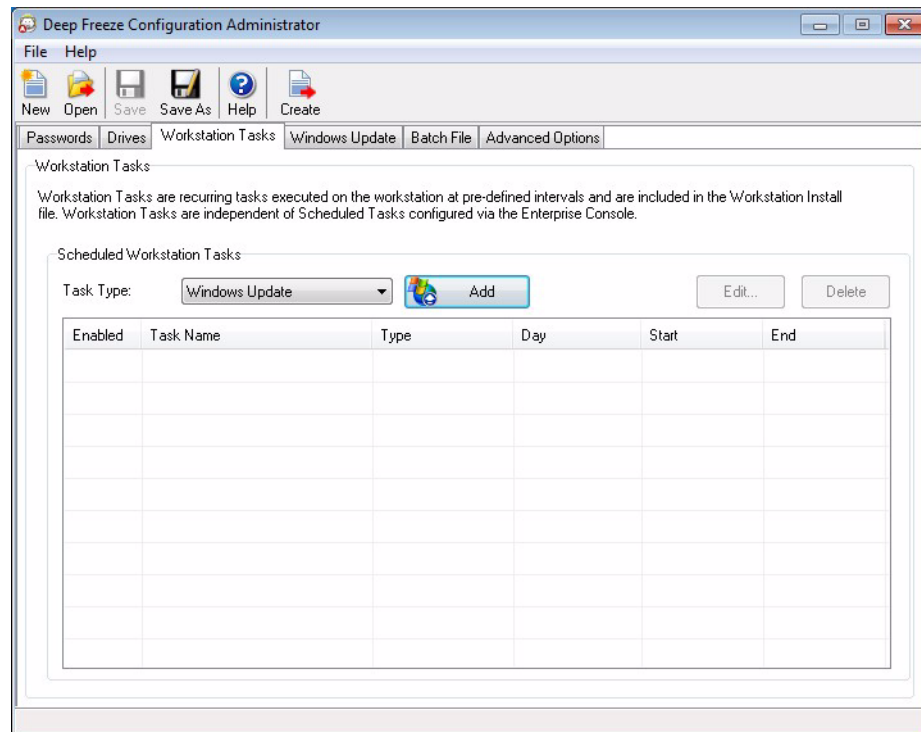 Deep Freeze Configuration Administrator
File Help
New Open Save Save As Help Create
Passwords Drives Workstation Tasks Windows Update Batch File Advanced Options
Workstation Tasks
Workstation Tasks are recurring tasks executed on the workstation at pre-defined intervals and are included in the Workstation Install
file. Workstation Tasks are independent of Scheduled Tasks configured via the Enterprise Console.
Scheduled Workstation Tasks
Task Type: Windows Update Add Edit... Delete
Enabled Task Name Type Day Start End